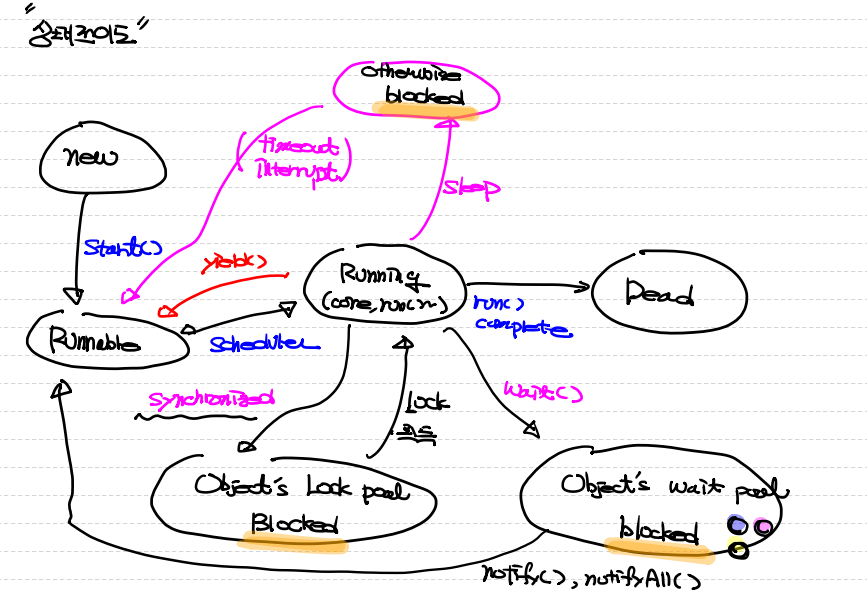 "상태전이도"
otherwise
blocked
new
(timeout
interrupt)
sleep
start()
yield()
Running
(core, run())
Dead
run()
complete
Runnable
scheduler
synchronized
Lock
획득
wait()
Object's Lock pool
Blocked
Object's wait pool
blocked
notify(), notifyAll()